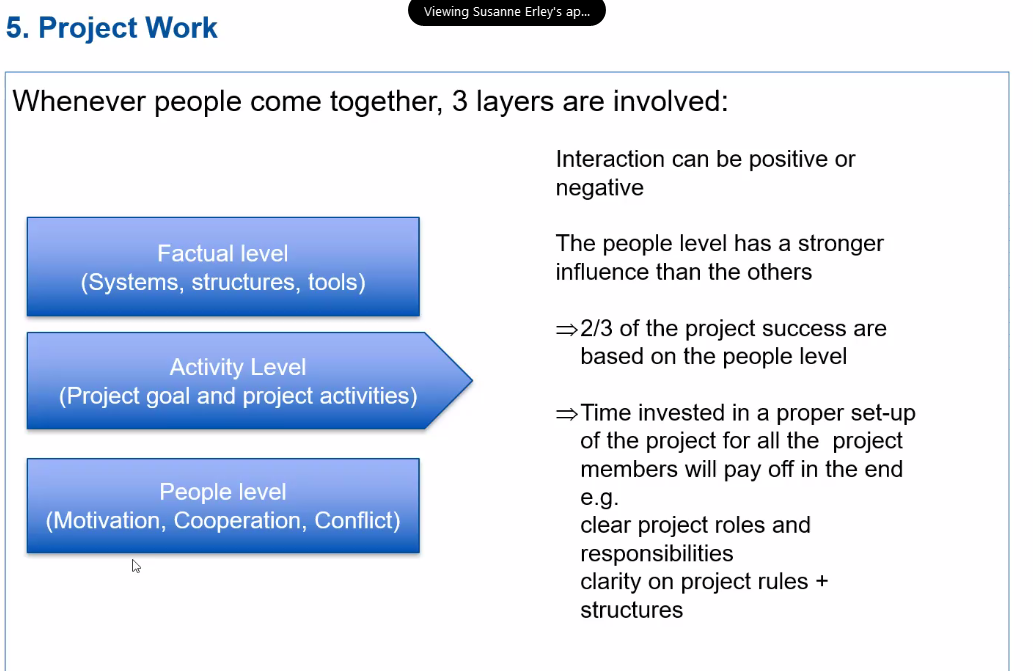 Viewing Susanne Erley's ap...
5. Project Work
Whenever people come together, 3 layers are involved:
Factual level
(Systems, structures, tools)
Activity Level
(Project goal and project activities)
People level
(Motivation, Cooperation, Conflict)
Interaction can be positive or
negative
The people level has a stronger
influence than the others
⇒2/3 of the project success are
based on the people level
⇒Time invested in a proper set-up
of the project for all the  project
members will pay off in the end
e.g.
clear project roles and
responsibilities
clarity on project rules +
structures